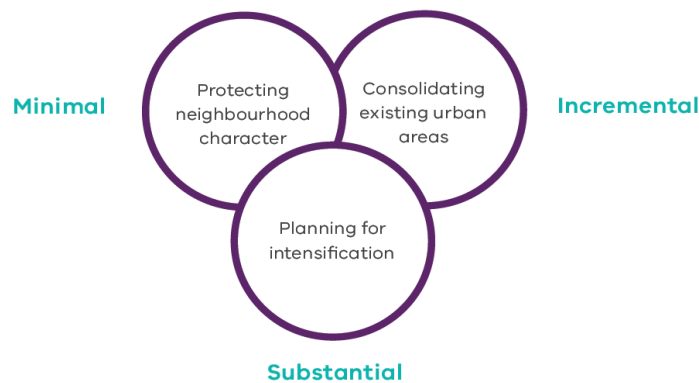 Minimal
Protecting
neighbourhood
character
Consolidating
existing urban
areas
Incremental
Planning for
intensification
Substantial